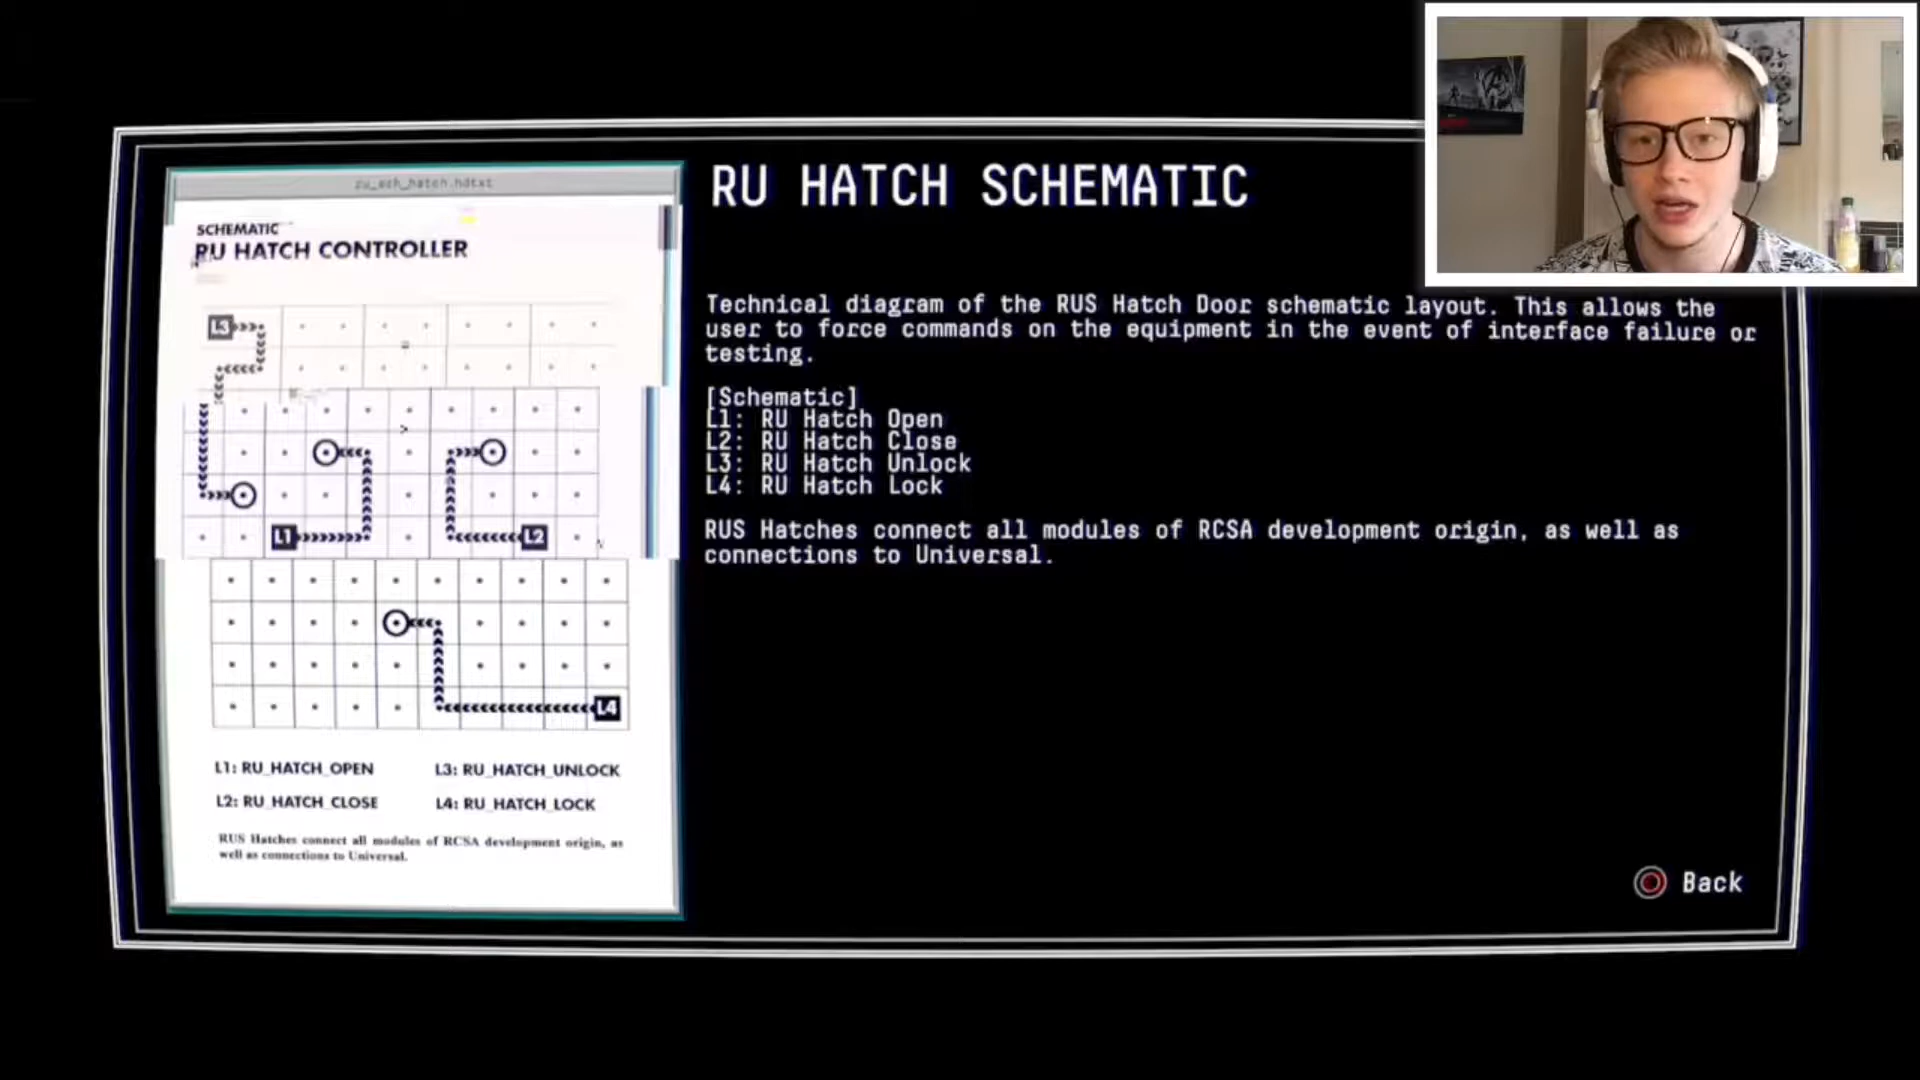 ru_sch_hatch.hdtxt
SCHEMATIC
RU HATCH CONTROLLER
L3
L1
L2
L4
L1: RU_HATCH_OPEN
L3: RU_HATCH_UNLOCK
L2: RU_HATCH_CLOSE
L4: RU_HATCH_LOCK
RUS Hatches connect all modules of RCSA development origin, as
well as connections to Universal.
RU HATCH SCHEMATIC
Technical diagram of the RUS Hatch Door schematic layout. This allows the
user to force commands on the equipment in the event of interface failure or
testing.
[Schematic]
L1: RU Hatch Open
L2: RU Hatch Close
L3: RU Hatch Unlock
L4: RU Hatch Lock
RUS Hatches connect all modules of RCSA development origin, as well as
connections to Universal.
Back